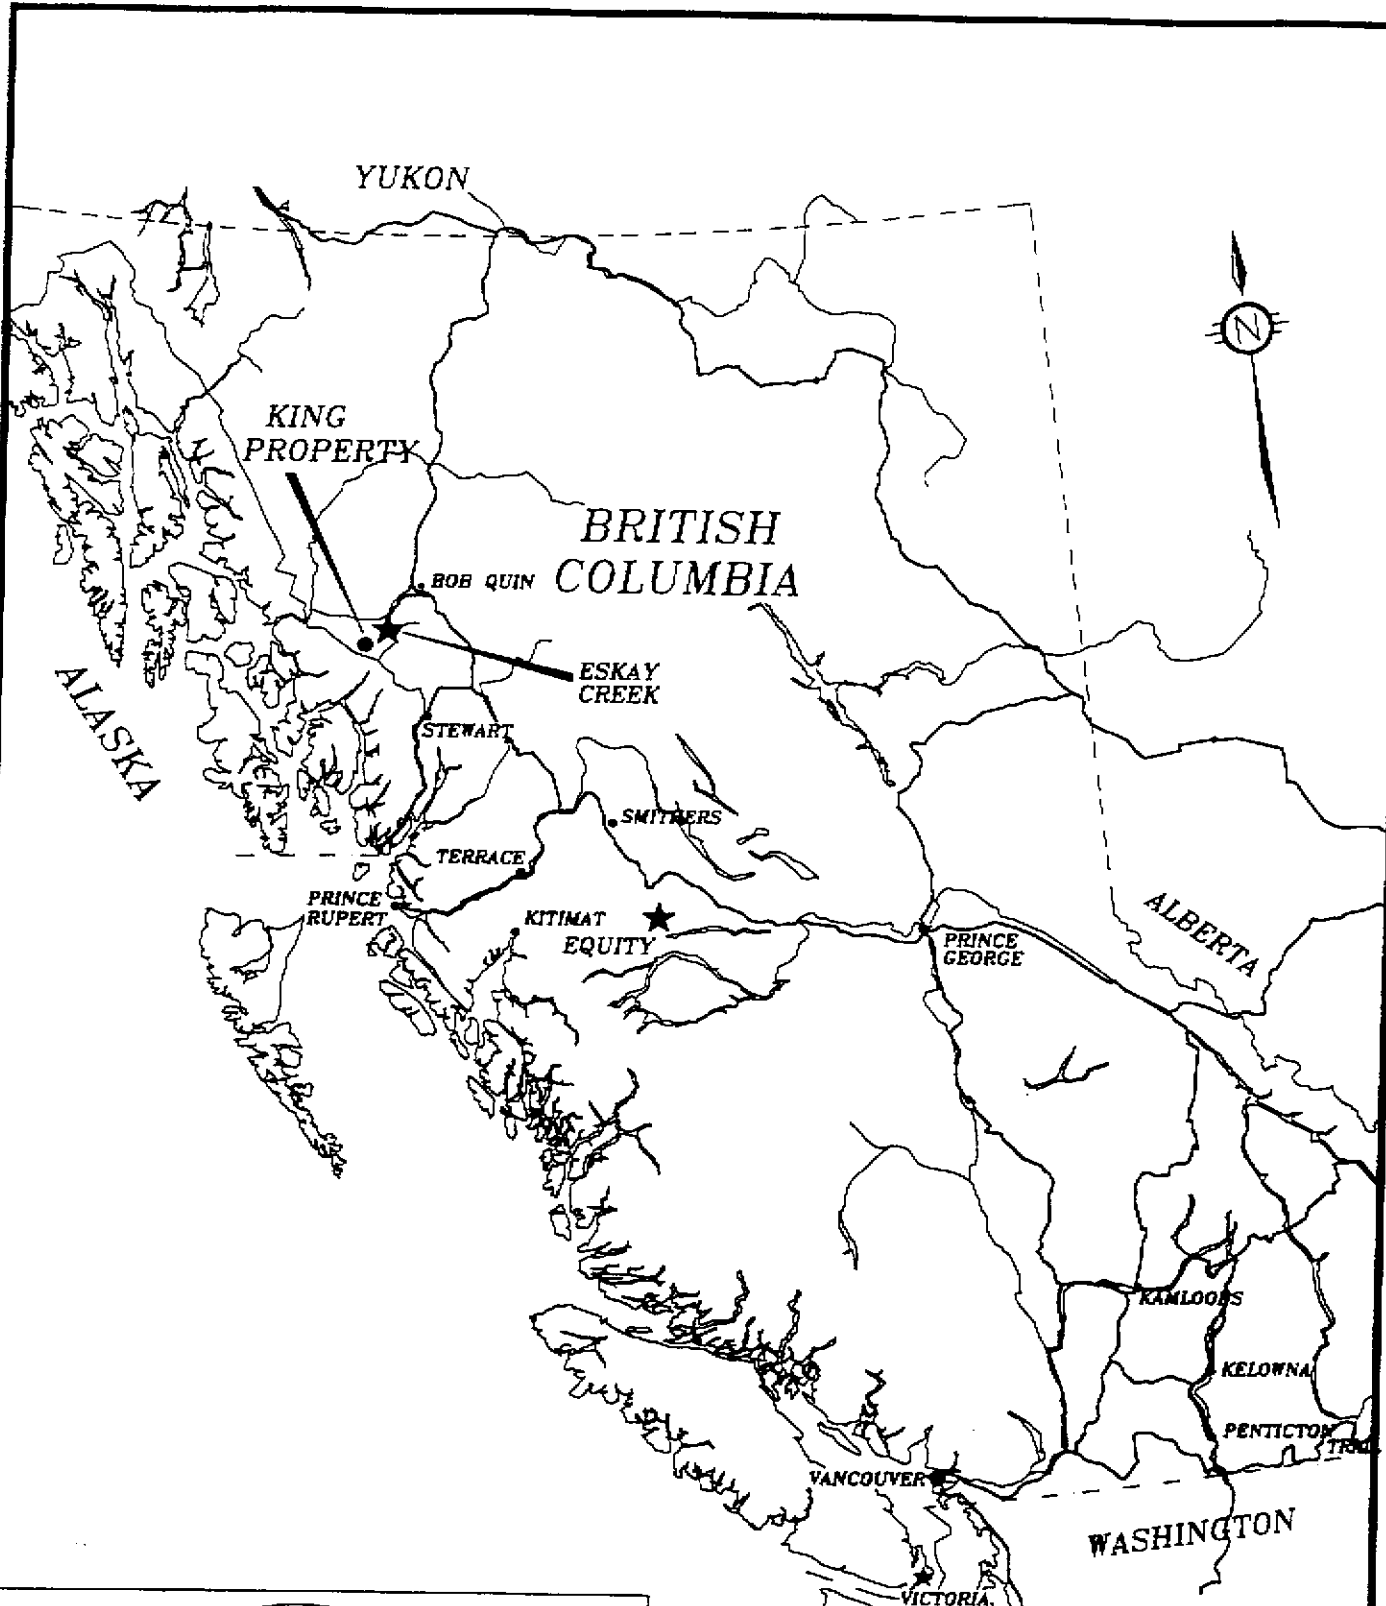 YUKON
N
KING
PROPERTY
BRITISH
COLUMBIA
BOB QUIN
ESKAY
CREEK
ALASKA
STEWART
SMITHERS
TERRACE
PRINCE
RUPERT
KITIMAT
EQUITY
ALBERTA
PRINCE
GEORGE
KAMLOOPS
KELOWNA
PENTICTON
TRAIL
VANCOUVER
WASHINGTON
VICTORIA